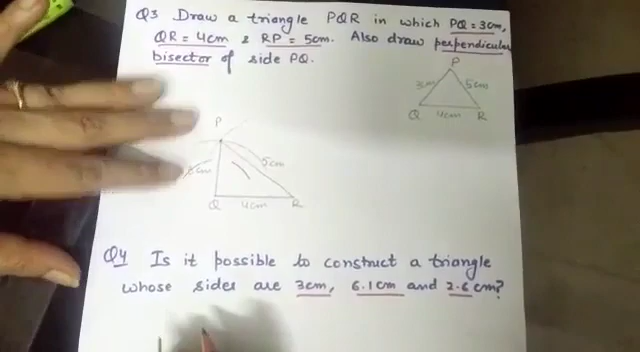 Q3 Draw a triangle PQR in which PQ = 3cm,
QR = 4cm & RP = 5cm. Also draw perpendicular
bisector of side PQ.
P
3cm 5cm
Q 4cm R
P
5cm
Q 4cm R
Q4 Is it possible to construct a triangle
whose sides are 3cm, 6.1cm and 2.6cm?